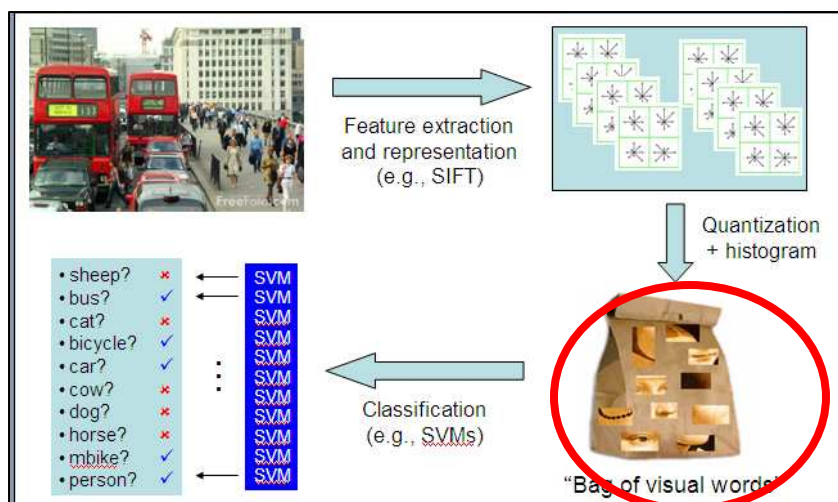 FreeFoto.com
Feature extraction
and representation
(e.g., SIFT)
Quantization
+ histogram
• sheep? ×
• bus? ✓
• cat? ×
• bicycle? ✓
• car? ✓
• cow? ×
• dog? ×
• horse? ×
• mbike? ✓
• person? ✓
SVM
SVM
SVM
SVM
SVM
SVM
SVM
SVM
SVM
SVM
SVM
Classification
(e.g., SVMs)
“Bag of visual words”